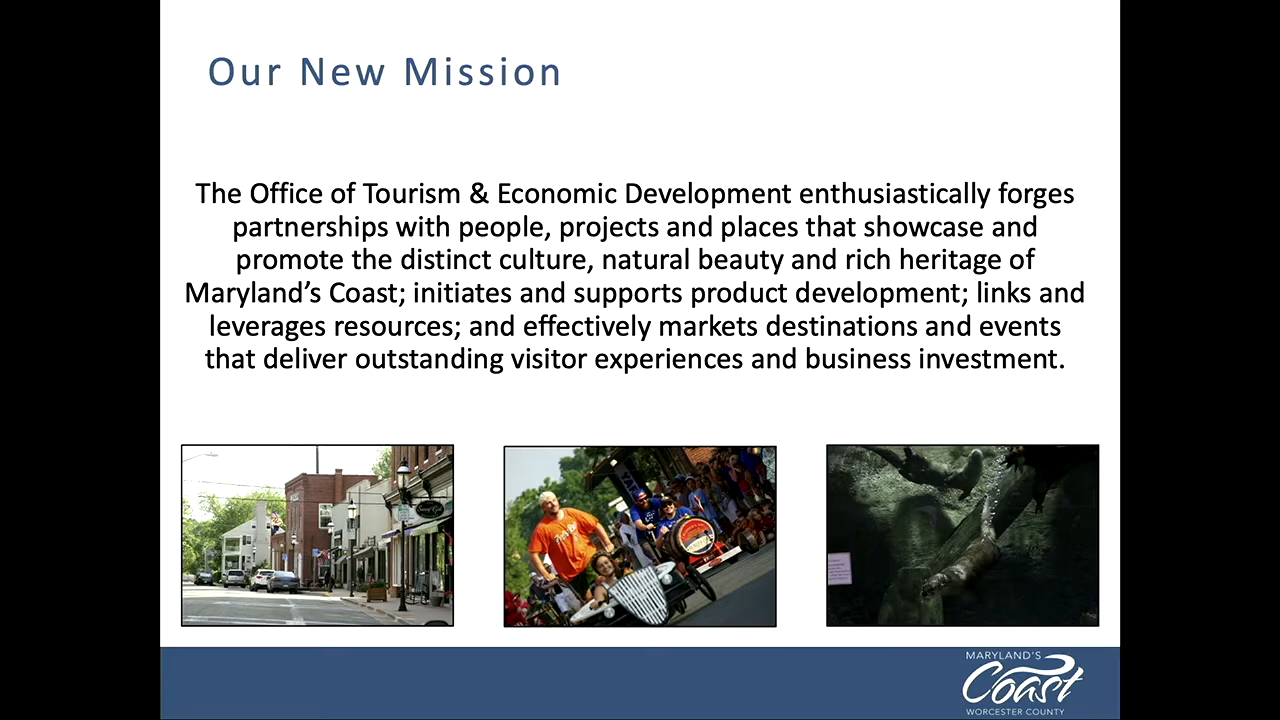 Our New Mission
The Office of Tourism & Economic Development enthusiastically forges
partnerships with people, projects and places that showcase and
promote the distinct culture, natural beauty and rich heritage of
Maryland’s Coast; initiates and supports product development; links and
leverages resources; and effectively markets destinations and events
that deliver outstanding visitor experiences and business investment.
MARYLAND'S
Coast
WORCESTER COUNTY